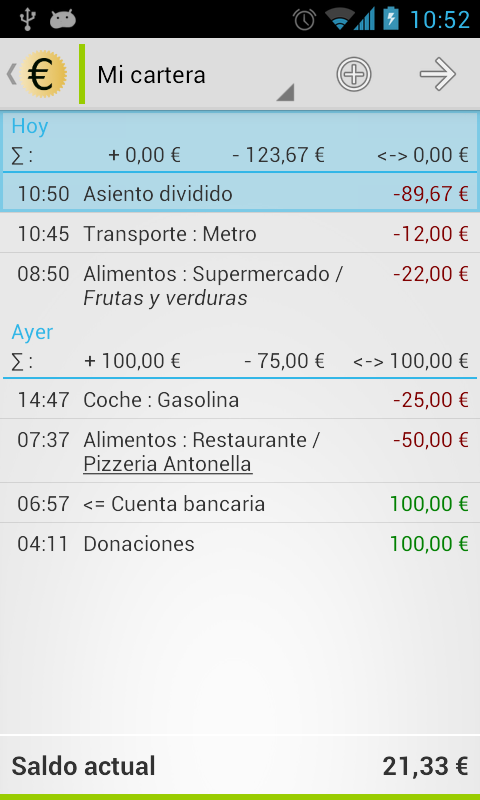 10:52
€ Mi cartera
Hoy
∑ : + 0,00 € - 123,67 € <-> 0,00 €
10:50 Asiento dividido -89,67 €
10:45 Transporte : Metro -12,00 €
08:50 Alimentos : Supermercado / -22,00 €
Frutas y verduras
Ayer
∑ : + 100,00 € - 75,00 € <-> 100,00 €
14:47 Coche : Gasolina -25,00 €
07:37 Alimentos : Restaurante / -50,00 €
Pizzeria Antonella
06:57 <= Cuenta bancaria 100,00 €
04:11 Donaciones 100,00 €
Saldo actual 21,33 €